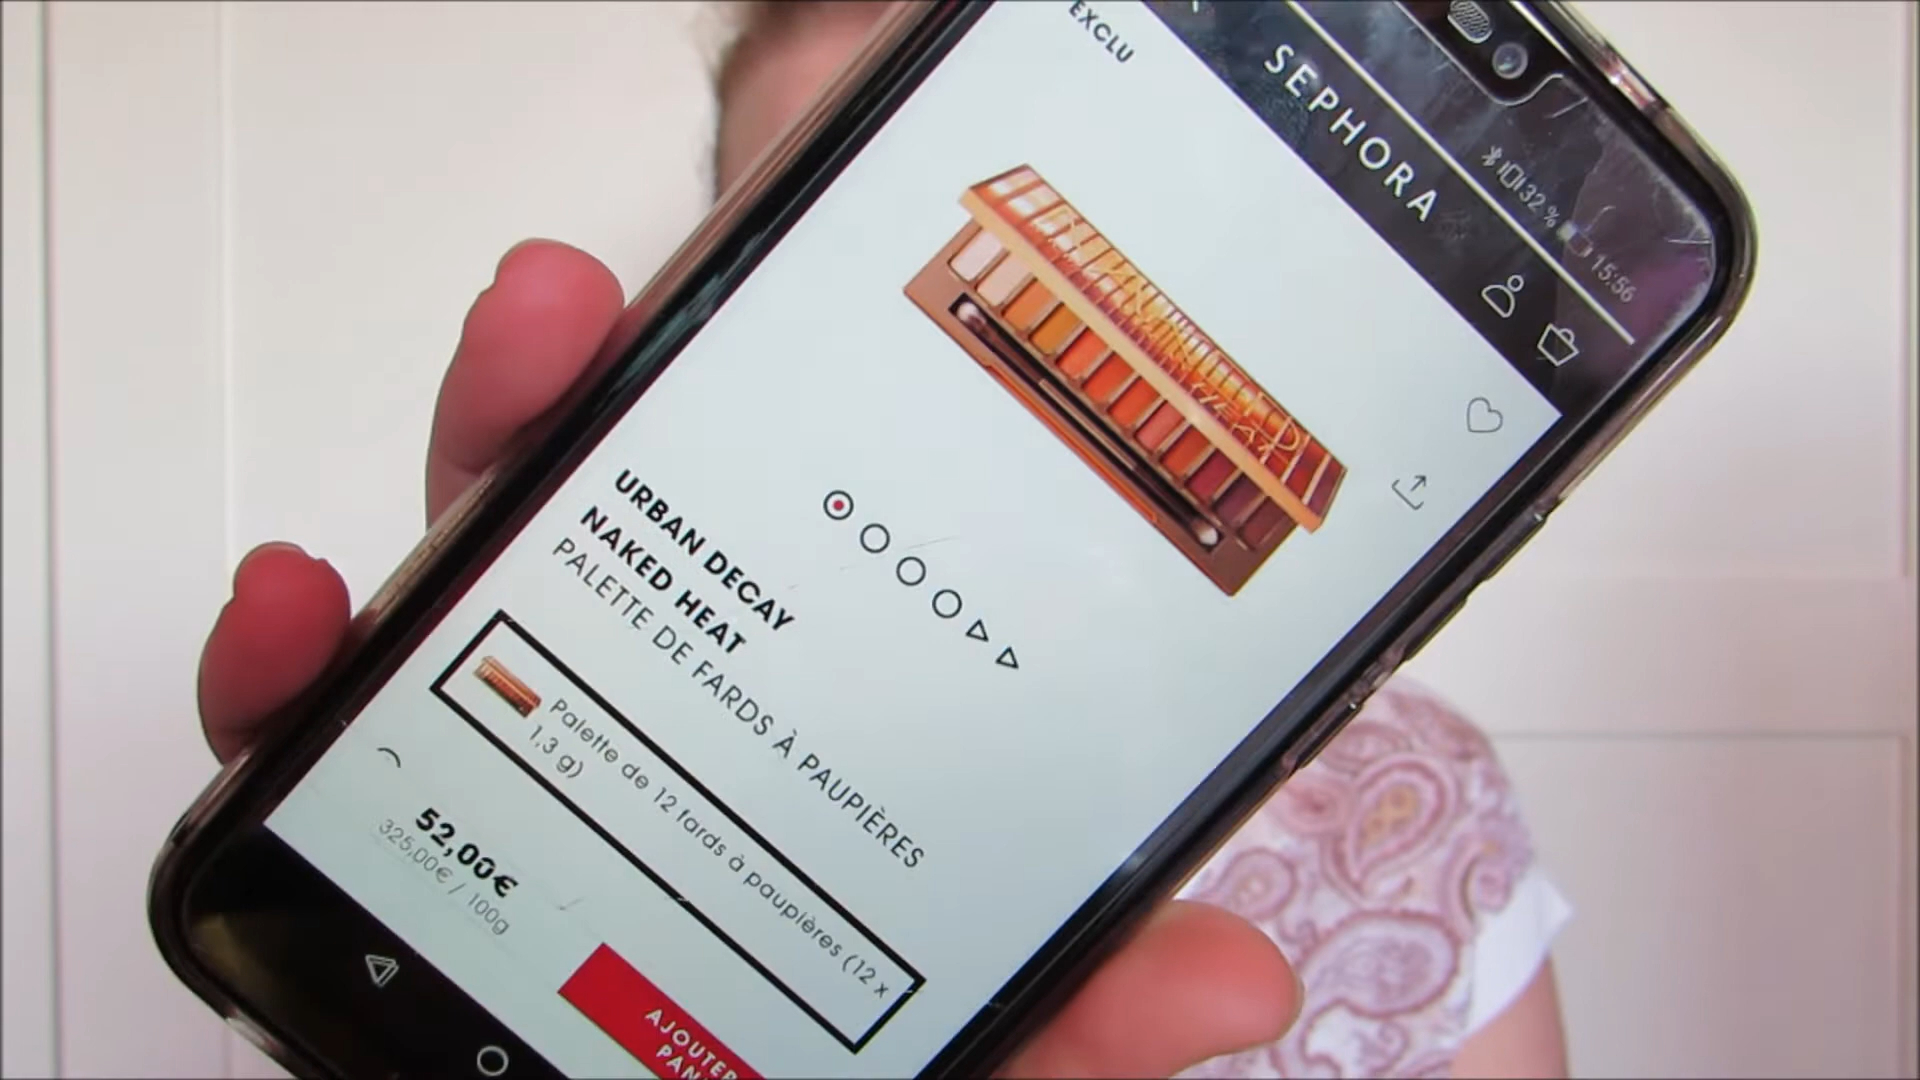 32% 15:56
SEPHORA
EXCLU
URBAN DECAY
NAKED HEAT
PALETTE DE FARDS À PAUPIÈRES
Palette de 12 fards à paupières (12 x
1,3 g)
52,00€
325,00€ / 100g
AJOUTER